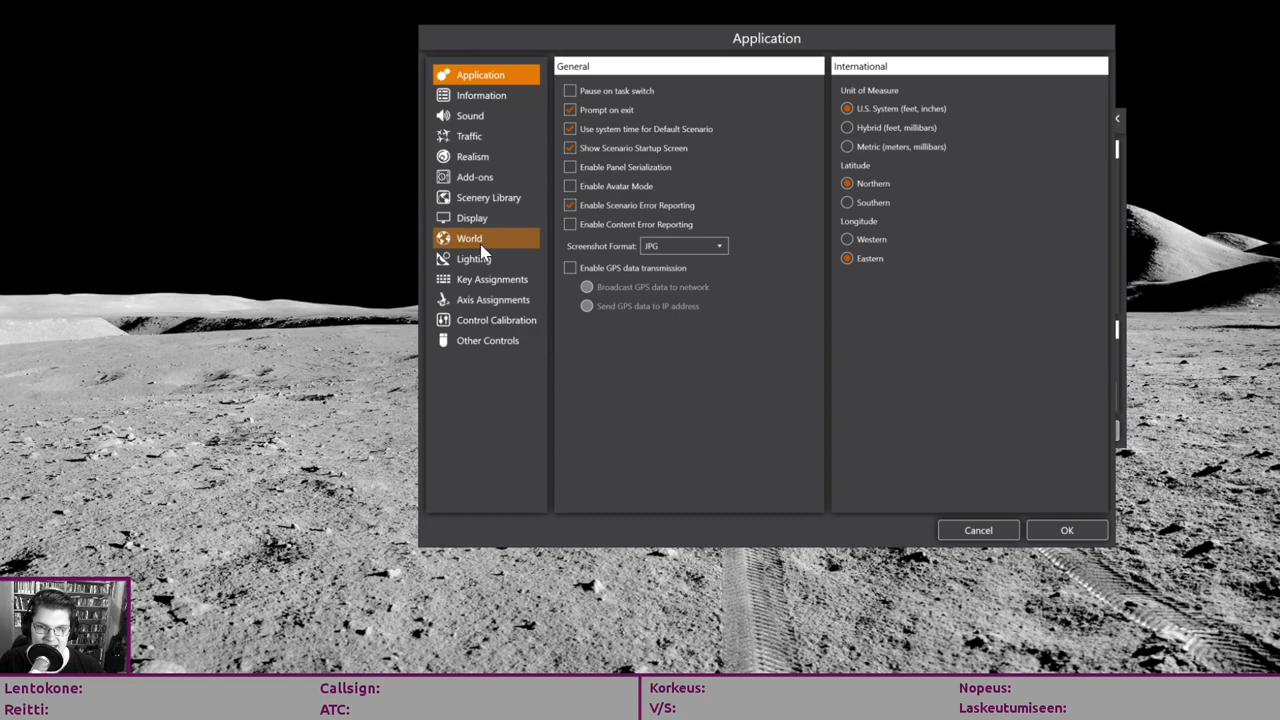 Application
Application
Information
Sound
Traffic
Realism
Add-ons
Scenery Library
Display
World
Lighting
Key Assignments
Axis Assignments
Control Calibration
Other Controls
General
Pause on task switch
Prompt on exit
Use system time for Default Scenario
Show Scenario Startup Screen
Enable Panel Serialization
Enable Avatar Mode
Enable Scenario Error Reporting
Enable Content Error Reporting
Screenshot Format: JPG
Enable GPS data transmission
Broadcast GPS data to network
Send GPS data to IP address
International
Unit of Measure
U.S. System (feet, inches)
Hybrid (feet, millibars)
Metric (meters, millibars)
Latitude
Northern
Southern
Longitude
Western
Eastern
Cancel OK
Lentokone: Callsign: Korkeus: Nopeus:
Reitti: ATC: V/S: Laskeutumiseen: